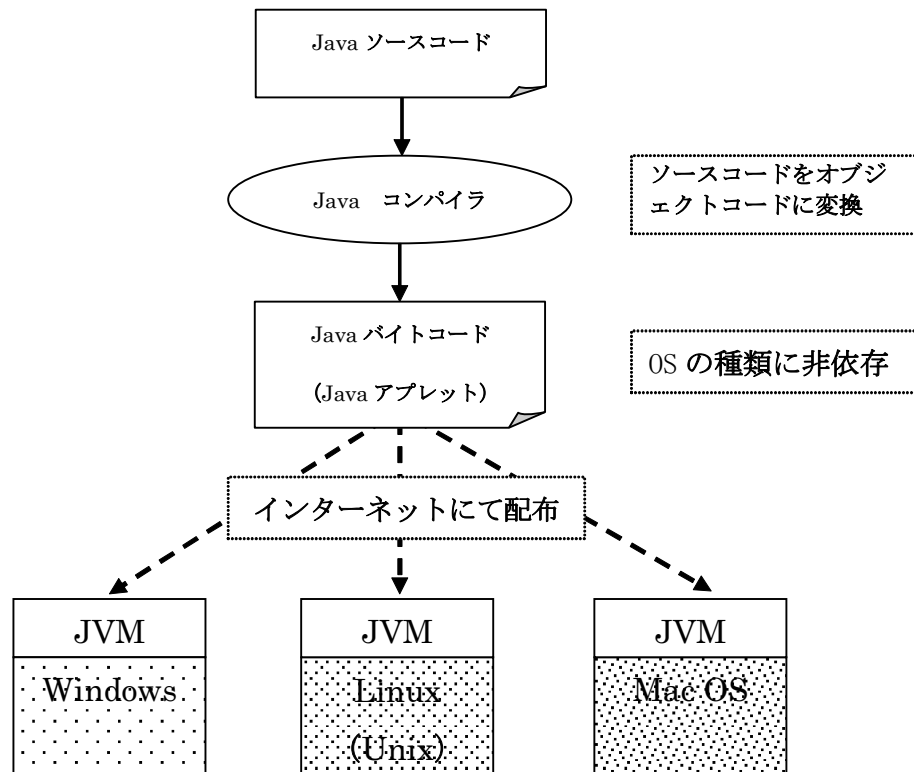 Java ソースコード
Java コンパイラ
ソースコードをオブジ
ェクトコードに変換
Java バイトコード
(Java アプレット)
OS の種類に非依存
インターネットにて配布
JVM
Windows
JVM
Linux
(Unix)
JVM
Mac OS